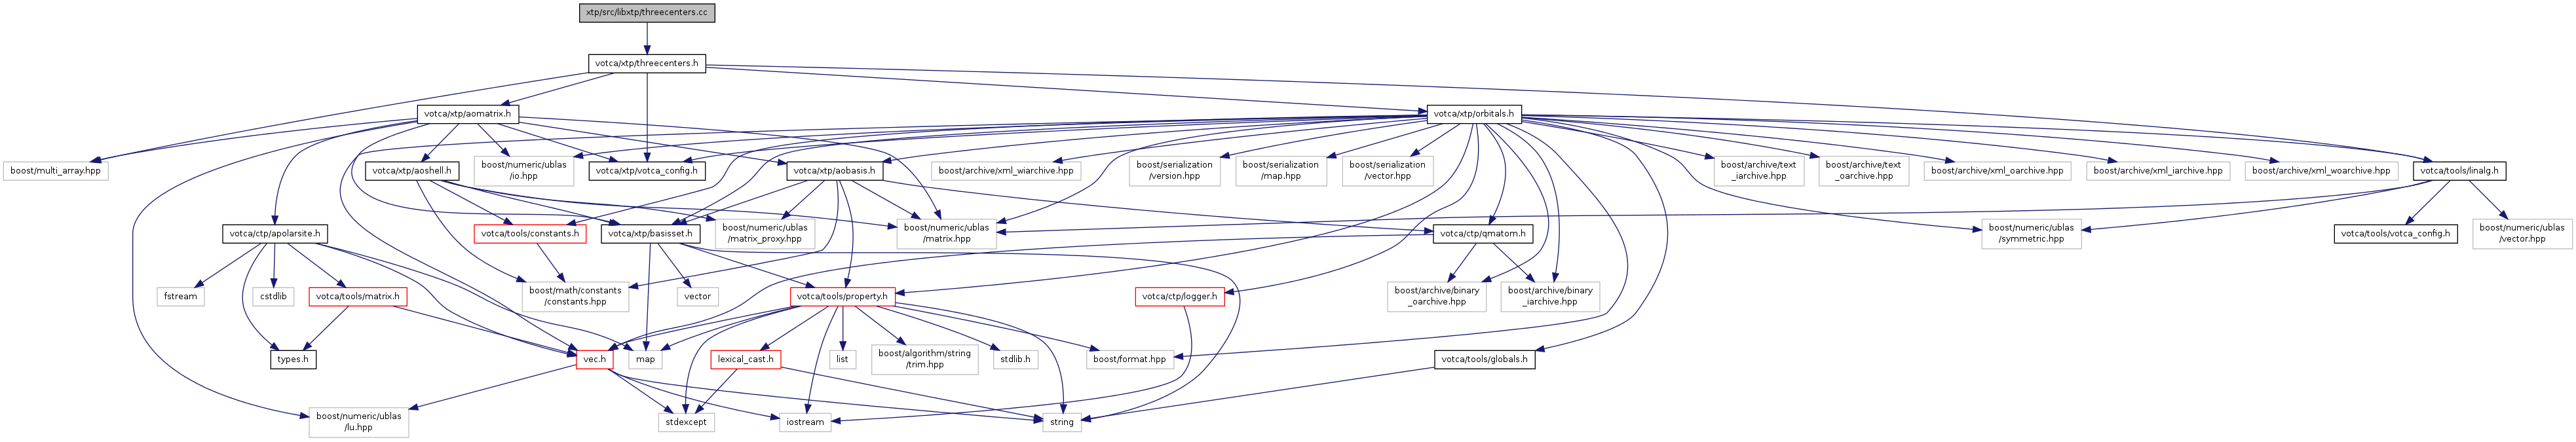 xtp/src/libxtp/threecenters.cc
votca/xtp/threecenters.h
votca/xtp/aomatrix.h
votca/xtp/orbitals.h
boost/multi_array.hpp
votca/xtp/aoshell.h
boost/numeric/ublas
/io.hpp
votca/xtp/votca_config.h
votca/xtp/aobasis.h
boost/archive/xml_wiarchive.hpp
boost/serialization
/version.hpp
boost/serialization
/map.hpp
boost/serialization
/vector.hpp
boost/archive/text
_iarchive.hpp
boost/archive/text
_oarchive.hpp
boost/archive/xml_oarchive.hpp
boost/archive/xml_iarchive.hpp
boost/archive/xml_woarchive.hpp
votca/tools/linalg.h
votca/ctp/apolarsite.h
votca/tools/constants.h
votca/xtp/basisset.h
boost/numeric/ublas
/matrix_proxy.hpp
boost/numeric/ublas
/matrix.hpp
votca/ctp/qmatom.h
boost/numeric/ublas
/symmetric.hpp
votca/tools/votca_config.h
boost/numeric/ublas
/vector.hpp
fstream
cstdlib
votca/tools/matrix.h
boost/math/constants
/constants.hpp
vector
votca/tools/property.h
votca/ctp/logger.h
boost/archive/binary
_oarchive.hpp
boost/archive/binary
_iarchive.hpp
types.h
vec.h
map
lexical_cast.h
list
boost/algorithm/string
/trim.hpp
stdlib.h
boost/format.hpp
votca/tools/globals.h
boost/numeric/ublas
/lu.hpp
stdexcept
iostream
string